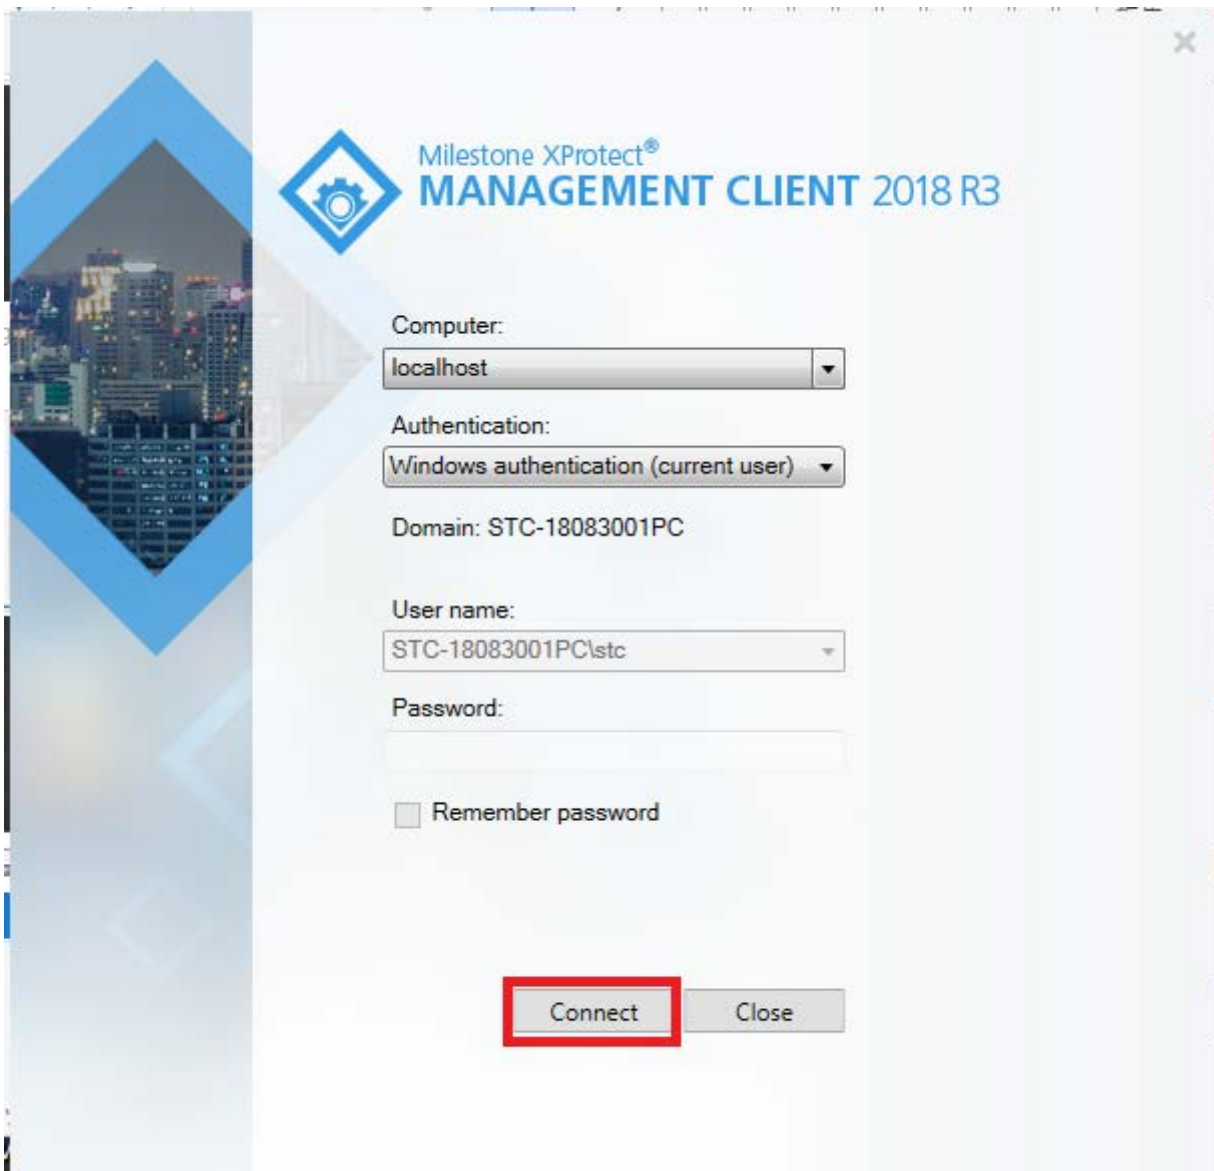 Milestone XProtect®
MANAGEMENT CLIENT 2018 R3
Computer:
localhost
Authentication:
Windows authentication (current user)
Domain: STC-18083001PC
User name:
STC-18083001PC\stc
Password:
Remember password
Connect Close